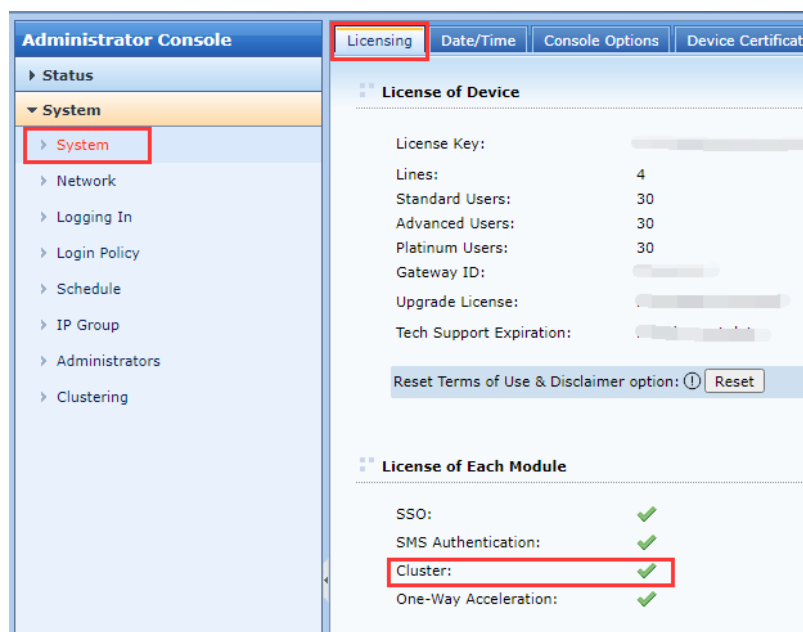 Administrator Console
Status
System
System
Network
Logging In
Login Policy
Schedule
IP Group
Administrators
Clustering
Licensing Date/Time Console Options Device Certificat
License of Device
License Key:
Lines: 4
Standard Users: 30
Advanced Users: 30
Platinum Users: 30
Gateway ID:
Upgrade License:
Tech Support Expiration:
Reset Terms of Use & Disclaimer option: Reset
License of Each Module
SSO:
SMS Authentication:
Cluster:
One-Way Acceleration: